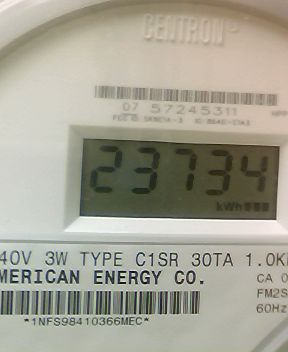 CENTRON®
07 57245311
23734
kWh
40V 3W TYPE C1SR 30TA 1.0K
MERICAN ENERGY CO.
CA 0
FM2S
60Hz
*1NFS98410366MEC*